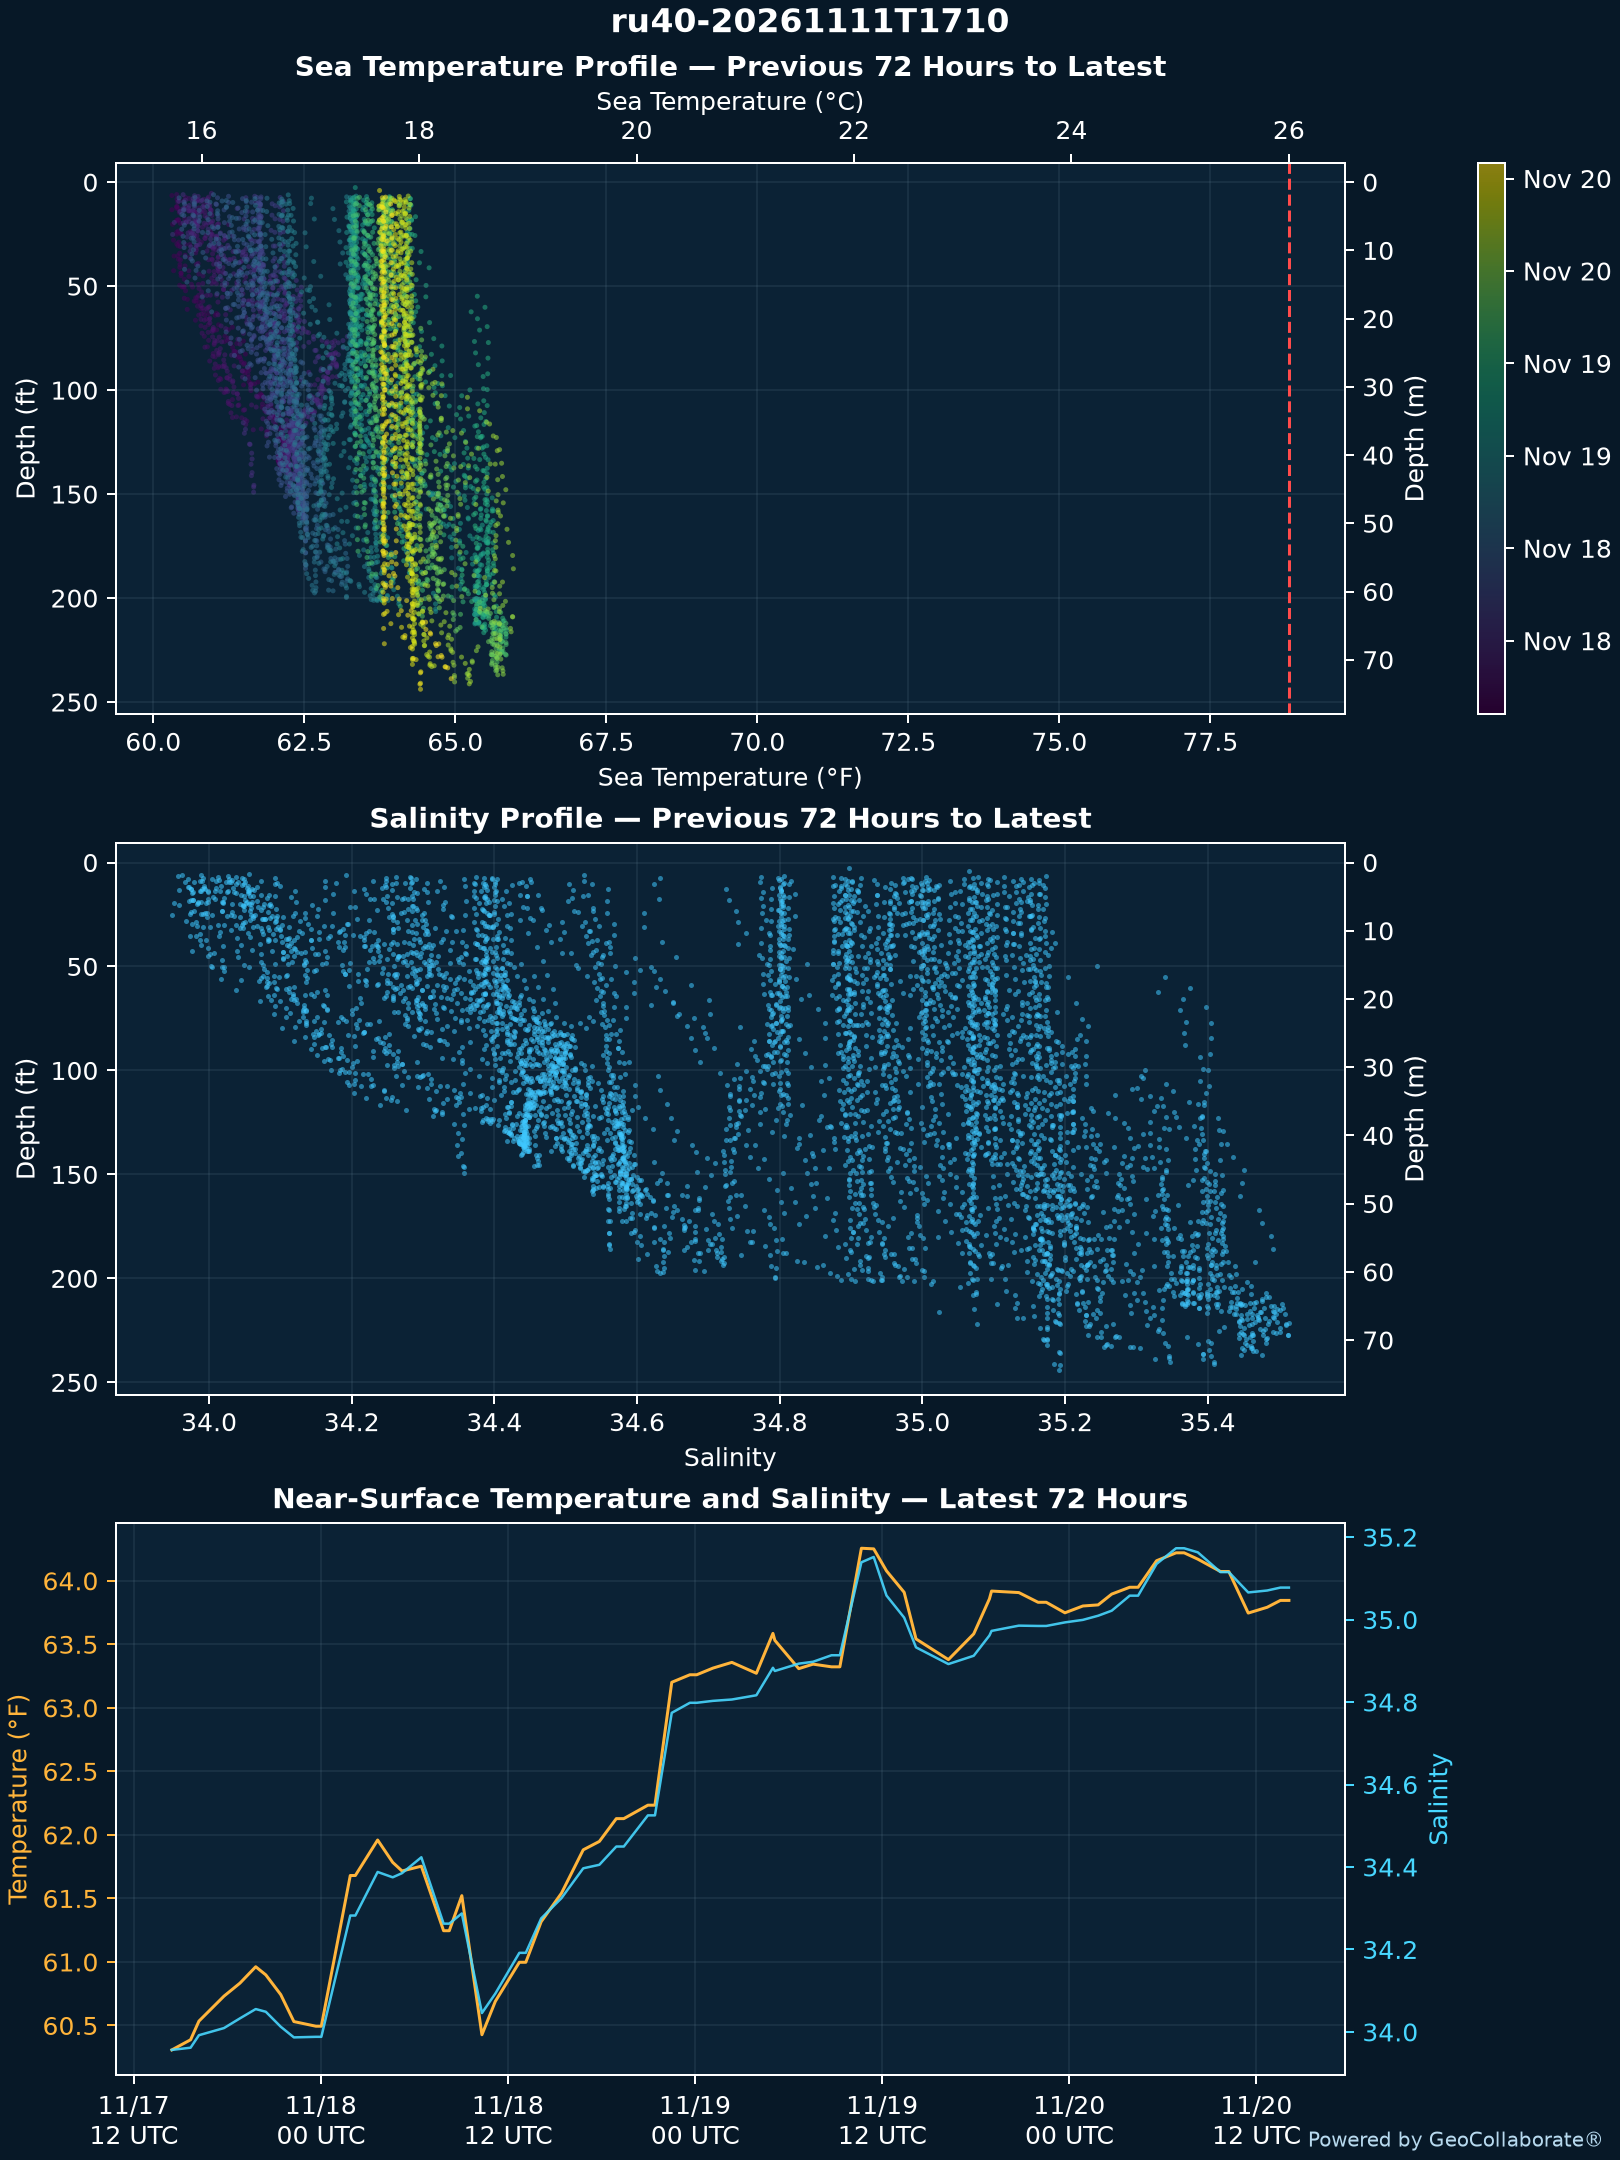 ru40-20261111T1710
Sea Temperature Profile — Previous 72 Hours to Latest
Sea Temperature (°C)
16 18 20 22 24 26
0 50 100 150 200 250
Depth (ft)
0 10 20 30 40 50 60 70
Depth (m)
60.0 62.5 65.0 67.5 70.0 72.5 75.0 77.5
Sea Temperature (°F)
Nov 20
Nov 20
Nov 19
Nov 19
Nov 18
Nov 18
Salinity Profile — Previous 72 Hours to Latest
0 50 100 150 200 250
Depth (ft)
0 10 20 30 40 50 60 70
Depth (m)
34.0 34.2 34.4 34.6 34.8 35.0 35.2 35.4
Salinity
Near-Surface Temperature and Salinity — Latest 72 Hours
64.0 63.5 63.0 62.5 62.0 61.5 61.0 60.5
Temperature (°F)
35.2 35.0 34.8 34.6 34.4 34.2 34.0
Salinity
11/17 11/18 11/18 11/19 11/19 11/20 11/20
12 UTC 00 UTC 12 UTC 00 UTC 12 UTC 00 UTC 12 UTC
Powered by GeoCollaborate®